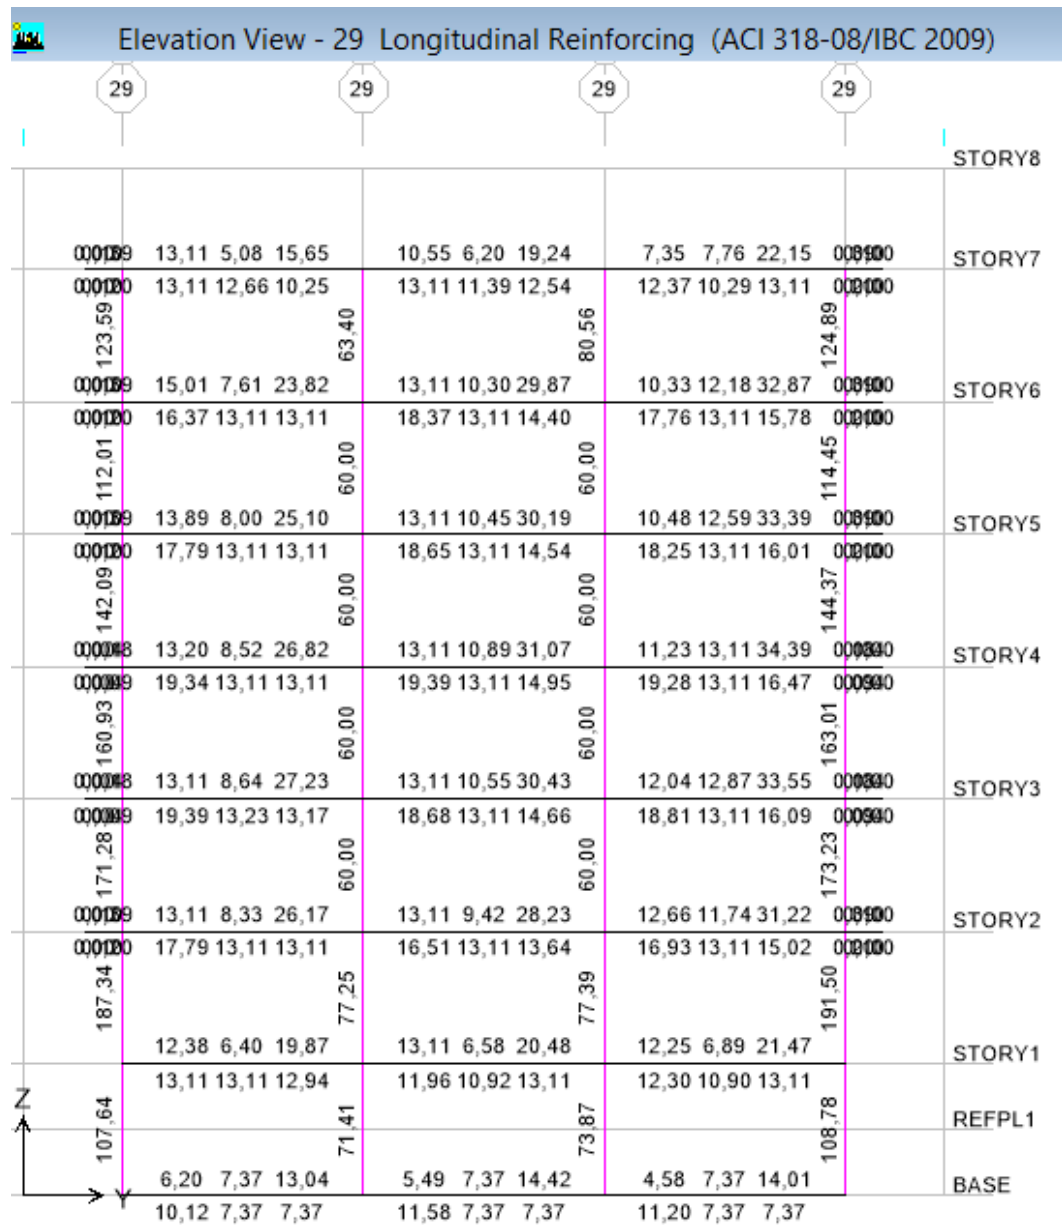 Elevation View - 29 Longitudinal Reinforcing (ACI 318-08/IBC 2009)
29 29 29 29
STORY8
13,11 5,08 15,65 10,55 6,20 19,24 7,35 7,76 22,15
STORY7
13,11 12,66 10,25 13,11 11,39 12,54 12,37 10,29 13,11
123,59 63,40 80,56 124,89
15,01 7,61 23,82 13,11 10,30 29,87 10,33 12,18 32,87
STORY6
16,37 13,11 13,11 18,37 13,11 14,40 17,76 13,11 15,78
112,01 60,00 60,00 114,45
13,89 8,00 25,10 13,11 10,45 30,19 10,48 12,59 33,39
STORY5
17,79 13,11 13,11 18,65 13,11 14,54 18,25 13,11 16,01
142,09 60,00 60,00 144,37
13,20 8,52 26,82 13,11 10,89 31,07 11,23 13,11 34,39
STORY4
19,34 13,11 13,11 19,39 13,11 14,95 19,28 13,11 16,47
160,93 60,00 60,00 163,01
13,11 8,64 27,23 13,11 10,55 30,43 12,04 12,87 33,55
STORY3
19,39 13,23 13,17 18,68 13,11 14,66 18,81 13,11 16,09
171,28 60,00 60,00 173,23
13,11 8,33 26,17 13,11 9,42 28,23 12,66 11,74 31,22
STORY2
17,79 13,11 13,11 16,51 13,11 13,64 16,93 13,11 15,02
187,34 77,25 77,39 191,50
12,38 6,40 19,87 13,11 6,58 20,48 12,25 6,89 21,47
STORY1
13,11 13,11 12,94 11,96 10,92 13,11 12,30 10,90 13,11
Z
107,64 71,41 73,87 108,78
REFPL1
6,20 7,37 13,04 5,49 7,37 14,42 4,58 7,37 14,01
BASE
Y
10,12 7,37 7,37 11,58 7,37 7,37 11,20 7,37 7,37